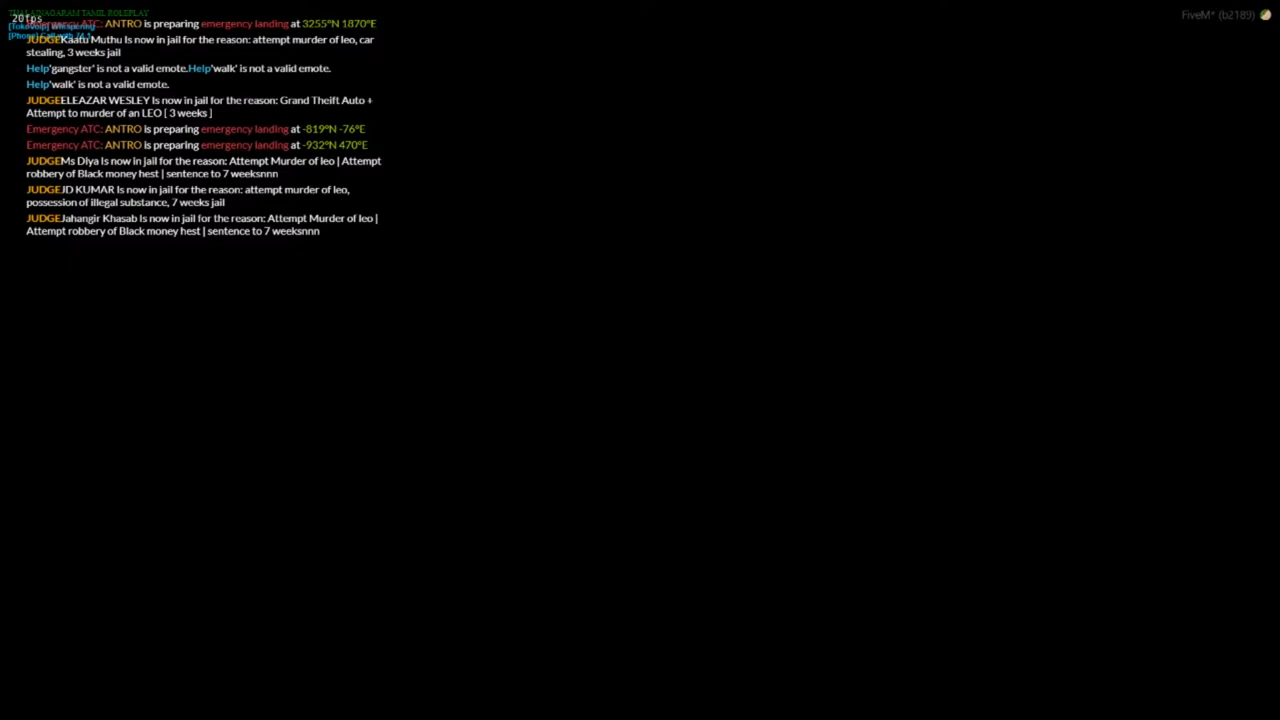 THALAINAGARAM TAMIL ROLEPLAY
20fps
Emergency ATC: ANTRO is preparing emergency landing at 3255°N 1870°E
[TokoVoip] Whispering
[Phone] Call with
JUDGEKaatu Muthu Is now in jail for the reason: attempt murder of leo, car
stealing, 3 weeks jail
Help'gangster' is not a valid emote.Help'walk' is not a valid emote.
Help'walk' is not a valid emote.
JUDGEELEAZAR WESLEY Is now in jail for the reason: Grand Theift Auto +
Attempt to murder of an LEO [ 3 weeks ]
Emergency ATC: ANTRO is preparing emergency landing at -819°N -76°E
Emergency ATC: ANTRO is preparing emergency landing at -932°N 470°E
JUDGEMs Diya Is now in jail for the reason: Attempt Murder of leo | Attempt
robbery of Black money hest | sentence to 7 weeksnnn
JUDGEJD KUMAR Is now in jail for the reason: attempt murder of leo,
possession of illegal substance, 7 weeks jail
JUDGEJahangir Khasab Is now in jail for the reason: Attempt Murder of leo |
Attempt robbery of Black money hest | sentence to 7 weeksnnn
FiveM* (b2189)